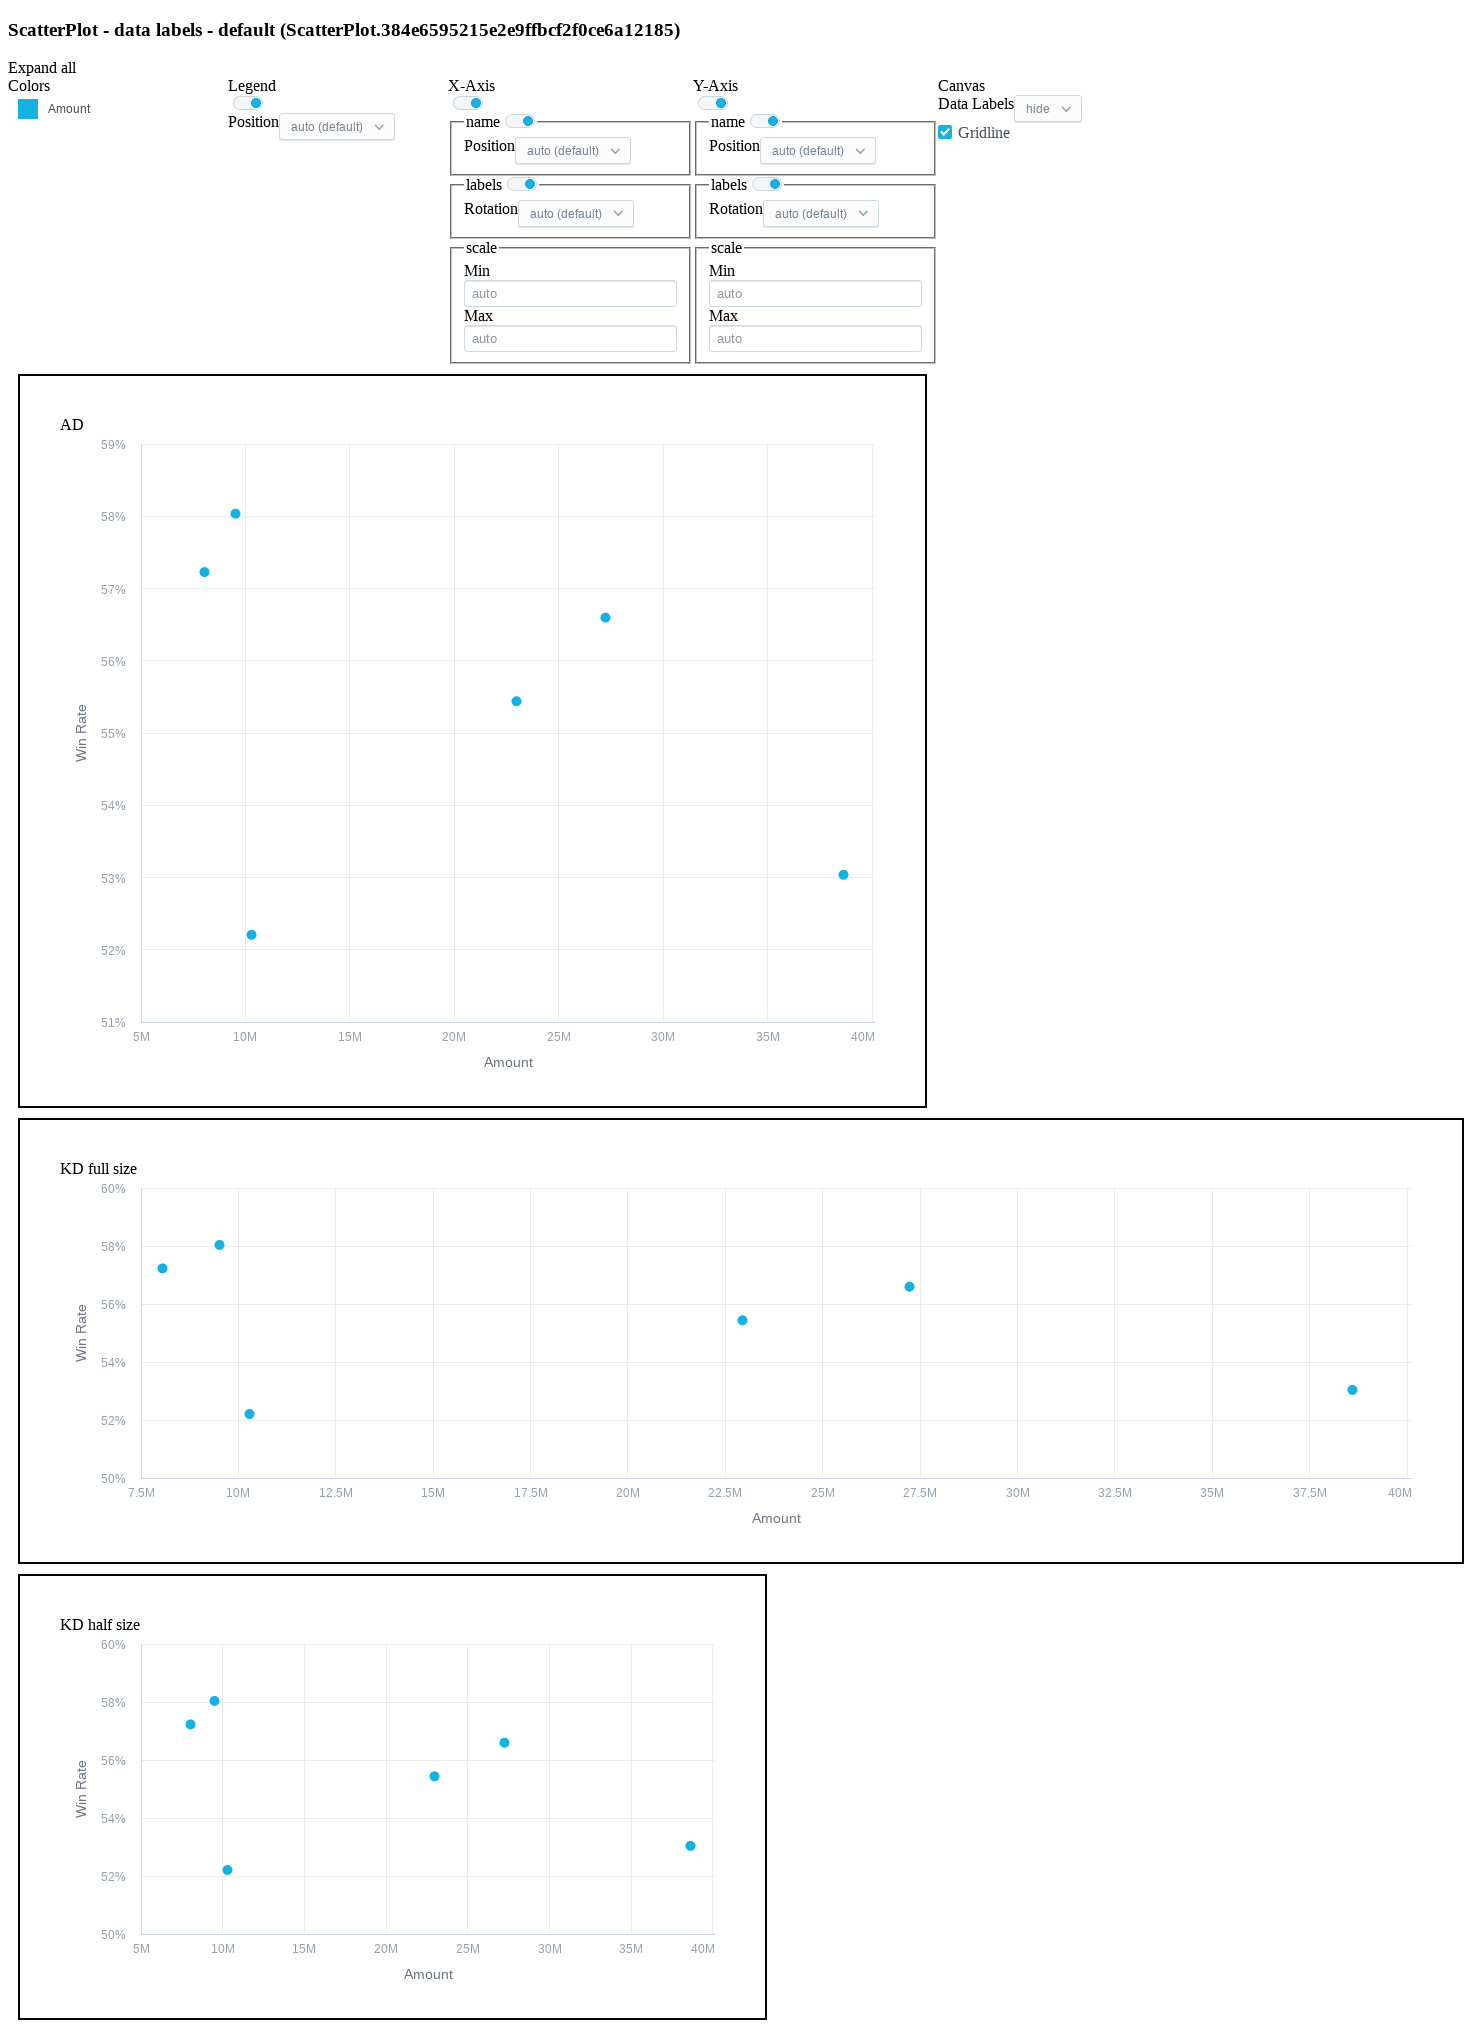 ScatterPlot - data labels - default (ScatterPlot.384e6595215e2e9ffbcf2f0ce6a12185)
Expand all
Colors
Amount
Legend
Position auto (default)
X-Axis
name
Position auto (default)
labels
Rotation auto (default)
scale
Min
auto
Max
auto
Y-Axis
name
Position auto (default)
labels
Rotation auto (default)
scale
Min
auto
Max
auto
Canvas
Data Labels hide
Gridline
AD
59%
58%
57%
56%
55%
54%
53%
52%
51%
Win Rate
5M 10M 15M 20M 25M 30M 35M 40M
Amount
KD full size
60%
58%
56%
54%
52%
50%
Win Rate
7.5M 10M 12.5M 15M 17.5M 20M 22.5M 25M 27.5M 30M 32.5M 35M 37.5M 40M
Amount
KD half size
60%
58%
56%
54%
52%
50%
Win Rate
5M 10M 15M 20M 25M 30M 35M 40M
Amount